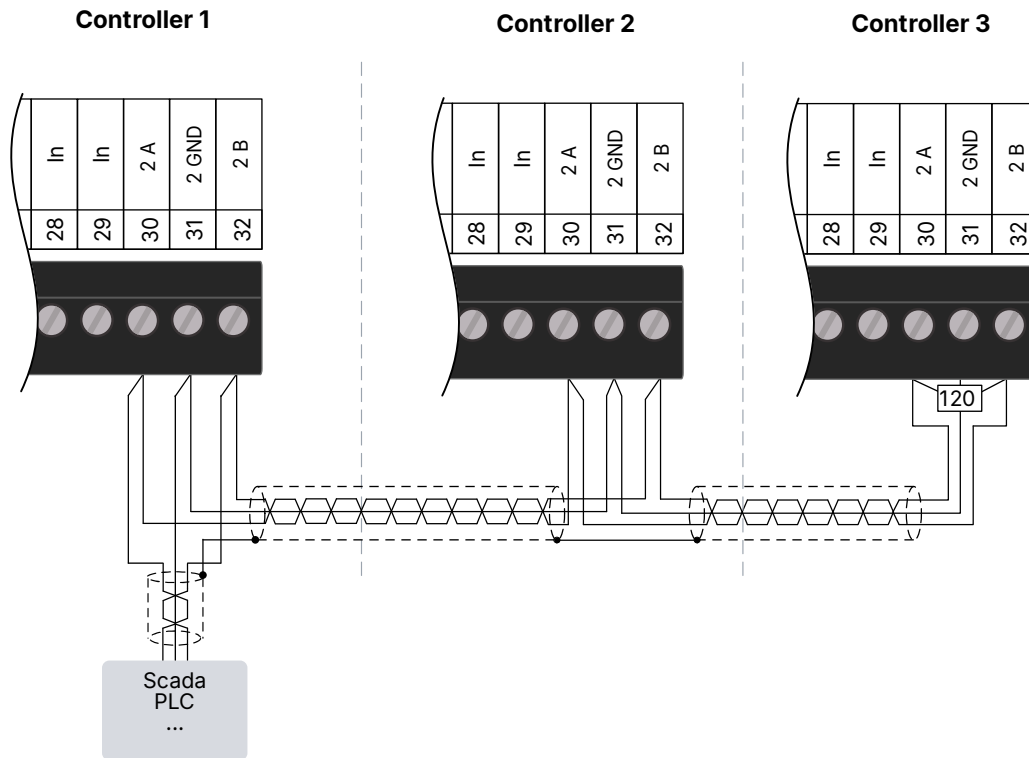 Controller 1
Controller 2
Controller 3
In
In
2 A
2 GND
2 B
28
29
30
31
32
In
In
2 A
2 GND
2 B
28
29
30
31
32
In
In
2 A
2 GND
2 B
28
29
30
31
32
120
Scada
PLC
...